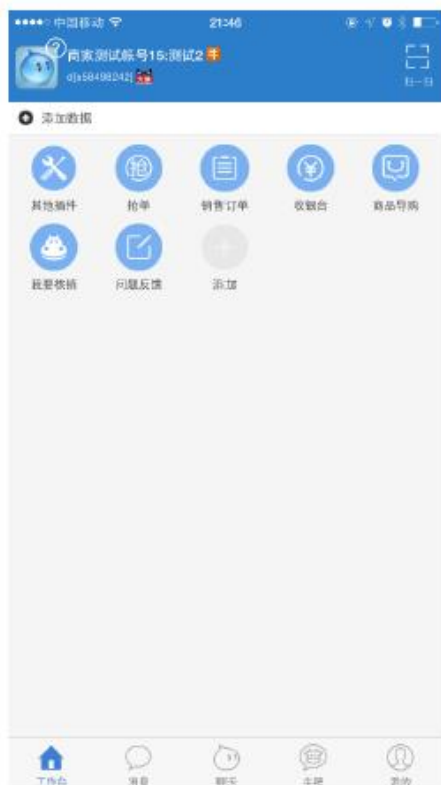 中国移动 21:46
商家测试帐号15:测试2 牛
扫一扫
添加数据
其他插件 抢单 销售订单 收银台 商品导购
我要核销 问题反馈 添加
工作台 消息 聊天 我的